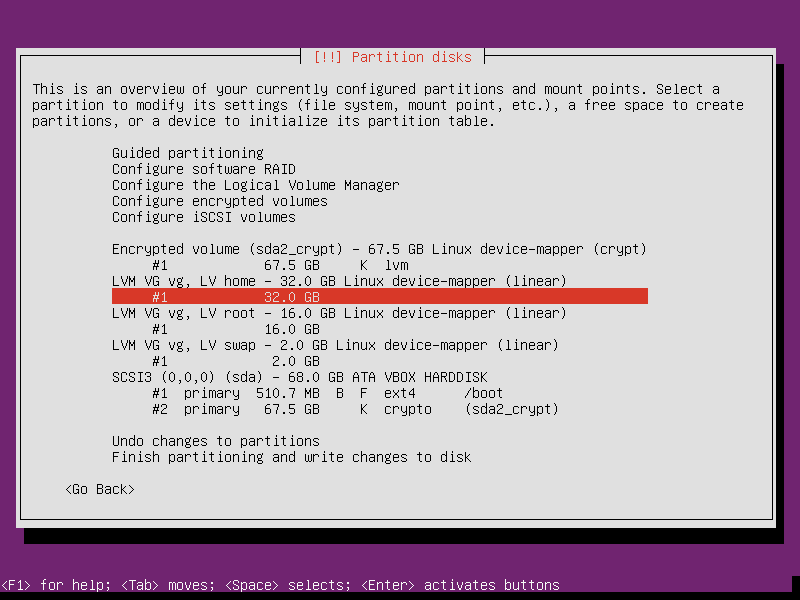 [!!] Partition disks
This is an overview of your currently configured partitions and mount points. Select a
partition to modify its settings (file system, mount point, etc.), a free space to create
partitions, or a device to initialize its partition table.
Guided partitioning
Configure software RAID
Configure the Logical Volume Manager
Configure encrypted volumes
Configure iSCSI volumes
Encrypted volume (sda2_crypt) - 67.5 GB Linux device-mapper (crypt)
#1 67.5 GB K lvm
LVM VG vg, LV home - 32.0 GB Linux device-mapper (linear)
#1 32.0 GB
LVM VG vg, LV root - 16.0 GB Linux device-mapper (linear)
#1 16.0 GB
LVM VG vg, LV swap - 2.0 GB Linux device-mapper (linear)
#1 2.0 GB
SCSI3 (0,0,0) (sda) - 68.0 GB ATA VBOX HARDDISK
#1 primary 510.7 MB B F ext4 /boot
#2 primary 67.5 GB K crypto (sda2_crypt)
Undo changes to partitions
Finish partitioning and write changes to disk
<Go Back>
<F1> for help; <Tab> moves; <Space> selects; <Enter> activates buttons